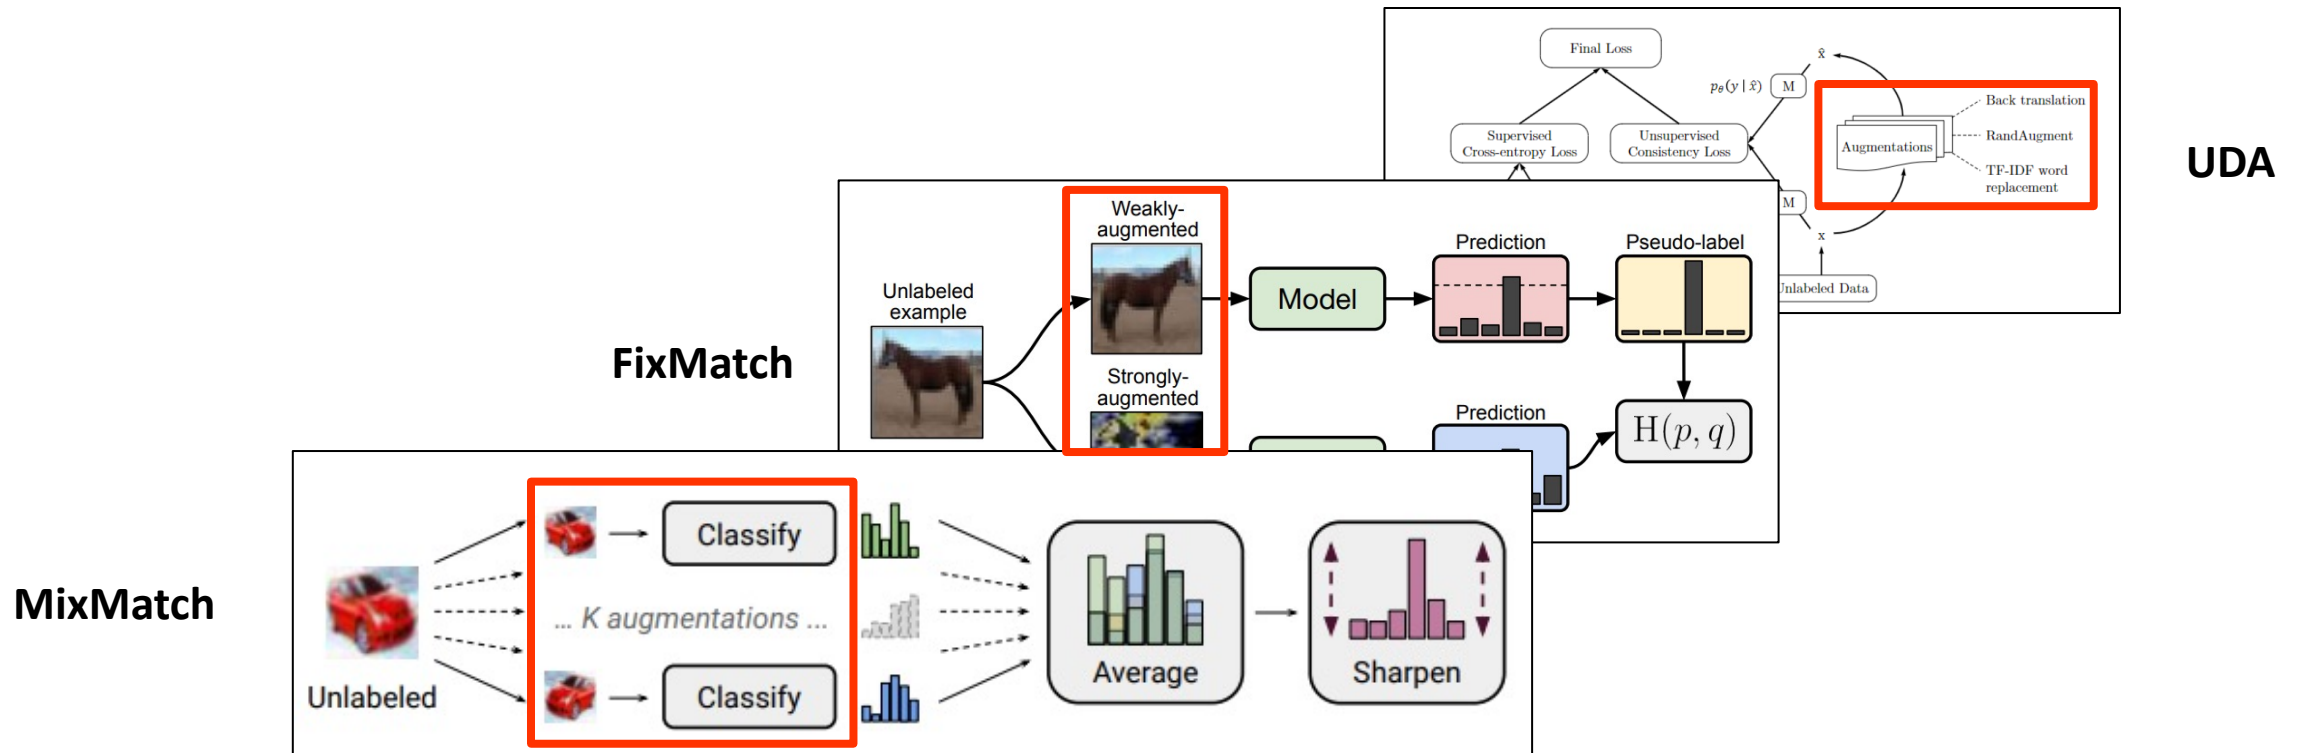 Final Loss
x̂
pθ(y | x̂)
M
Back translation
Supervised
Cross-entropy Loss
Unsupervised
Consistency Loss
Augmentations
RandAugment
TF-IDF word
replacement
UDA
M
x
Unlabeled Data
FixMatch
Unlabeled
example
Weakly-
augmented
Model
Prediction
Pseudo-label
Strongly-
augmented
Prediction
H(p, q)
MixMatch
Unlabeled
Classify
... K augmentations ...
Classify
Average
Sharpen